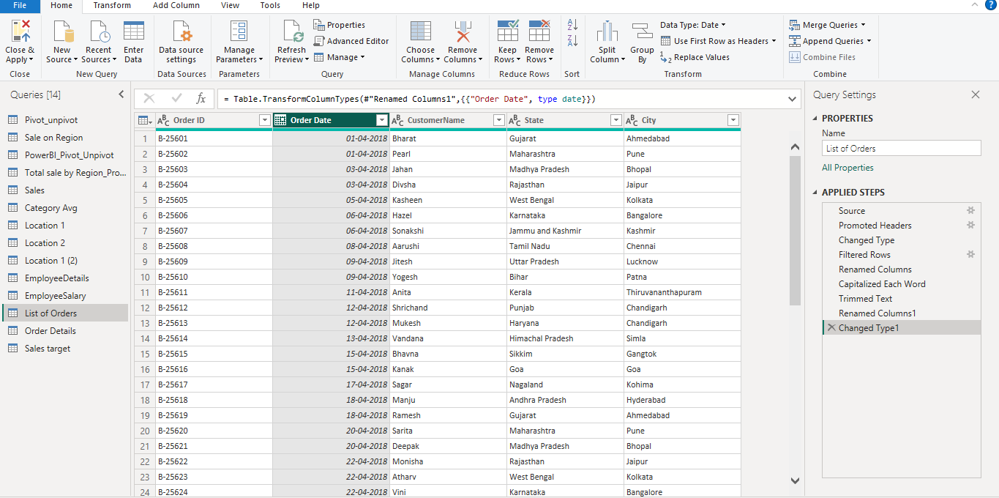 File Home Transform Add Column View Tools Help
Close & Apply
New Source
Recent Sources
Enter Data
Data source settings
Manage Parameters
Refresh Preview
Properties
Advanced Editor
Manage
Choose Columns
Remove Columns
Keep Rows
Remove Rows
Split Column
Group By
Data Type: Date
Use First Row as Headers
Replace Values
Merge Queries
Append Queries
Combine Files
Close New Query Data Sources Parameters Query Manage Columns Reduce Rows Sort Transform Combine
Queries [14]
Pivot_unpivot
Sale on Region
PowerBI_Pivot_Unpivot
Total sale by Region_Pro...
Sales
Category Avg
Location 1
Location 2
Location 1 (2)
EmployeeDetails
EmployeeSalary
List of Orders
Order Details
Sales target
fx = Table.TransformColumnTypes(#"Renamed Columns1",{{"Order Date", type date}})
Order ID Order Date CustomerName State City
1 B-25601 01-04-2018 Bharat Gujarat Ahmedabad
2 B-25602 01-04-2018 Pearl Maharashtra Pune
3 B-25603 03-04-2018 Jahan Madhya Pradesh Bhopal
4 B-25604 03-04-2018 Divsha Rajasthan Jaipur
5 B-25605 05-04-2018 Kasheen West Bengal Kolkata
6 B-25606 06-04-2018 Hazel Karnataka Bangalore
7 B-25607 06-04-2018 Sonakshi Jammu and Kashmir Kashmir
8 B-25608 08-04-2018 Aarushi Tamil Nadu Chennai
9 B-25609 09-04-2018 Jitesh Uttar Pradesh Lucknow
10 B-25610 09-04-2018 Yogesh Bihar Patna
11 B-25611 11-04-2018 Anita Kerala Thiruvananthapuram
12 B-25612 12-04-2018 Shrichand Punjab Chandigarh
13 B-25613 12-04-2018 Mukesh Haryana Chandigarh
14 B-25614 13-04-2018 Vandana Himachal Pradesh Simla
15 B-25615 15-04-2018 Bhavna Sikkim Gangtok
16 B-25616 15-04-2018 Kanak Goa Goa
17 B-25617 17-04-2018 Sagar Nagaland Kohima
18 B-25618 18-04-2018 Manju Andhra Pradesh Hyderabad
19 B-25619 18-04-2018 Ramesh Gujarat Ahmedabad
20 B-25620 20-04-2018 Sarita Maharashtra Pune
21 B-25621 20-04-2018 Deepak Madhya Pradesh Bhopal
22 B-25622 22-04-2018 Monisha Rajasthan Jaipur
23 B-25623 22-04-2018 Atharv West Bengal Kolkata
24 B-25624 22-04-2018 Vini Karnataka Bangalore
Query Settings
PROPERTIES
Name
List of Orders
All Properties
APPLIED STEPS
Source
Promoted Headers
Changed Type
Filtered Rows
Renamed Columns
Capitalized Each Word
Trimmed Text
Renamed Columns1
Changed Type1